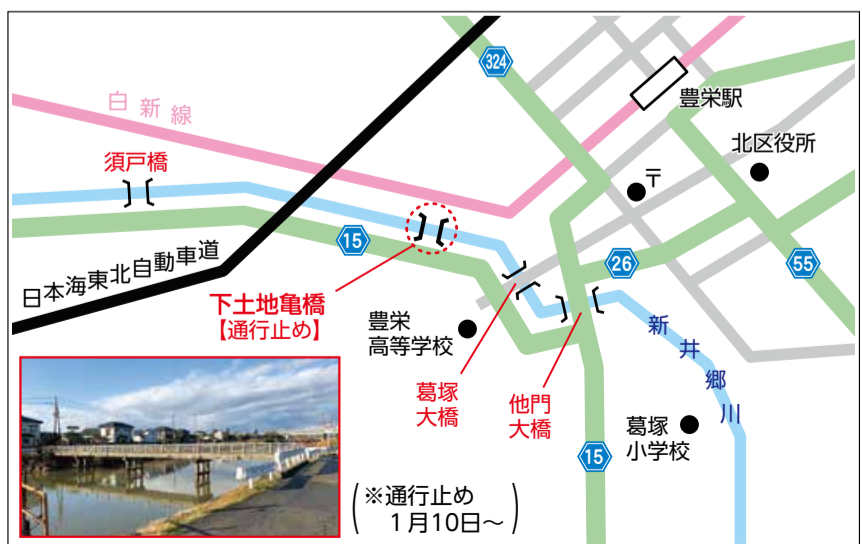 324
豊栄駅
白新線
北区役所
須戸橋
〒
15
26
55
日本海東北自動車道
下土地亀橋
【通行止め】
豊栄
高等学校
葛塚
大橋
他門
大橋
新井郷川
葛塚
小学校
15
(※通行止め
1月10日~)